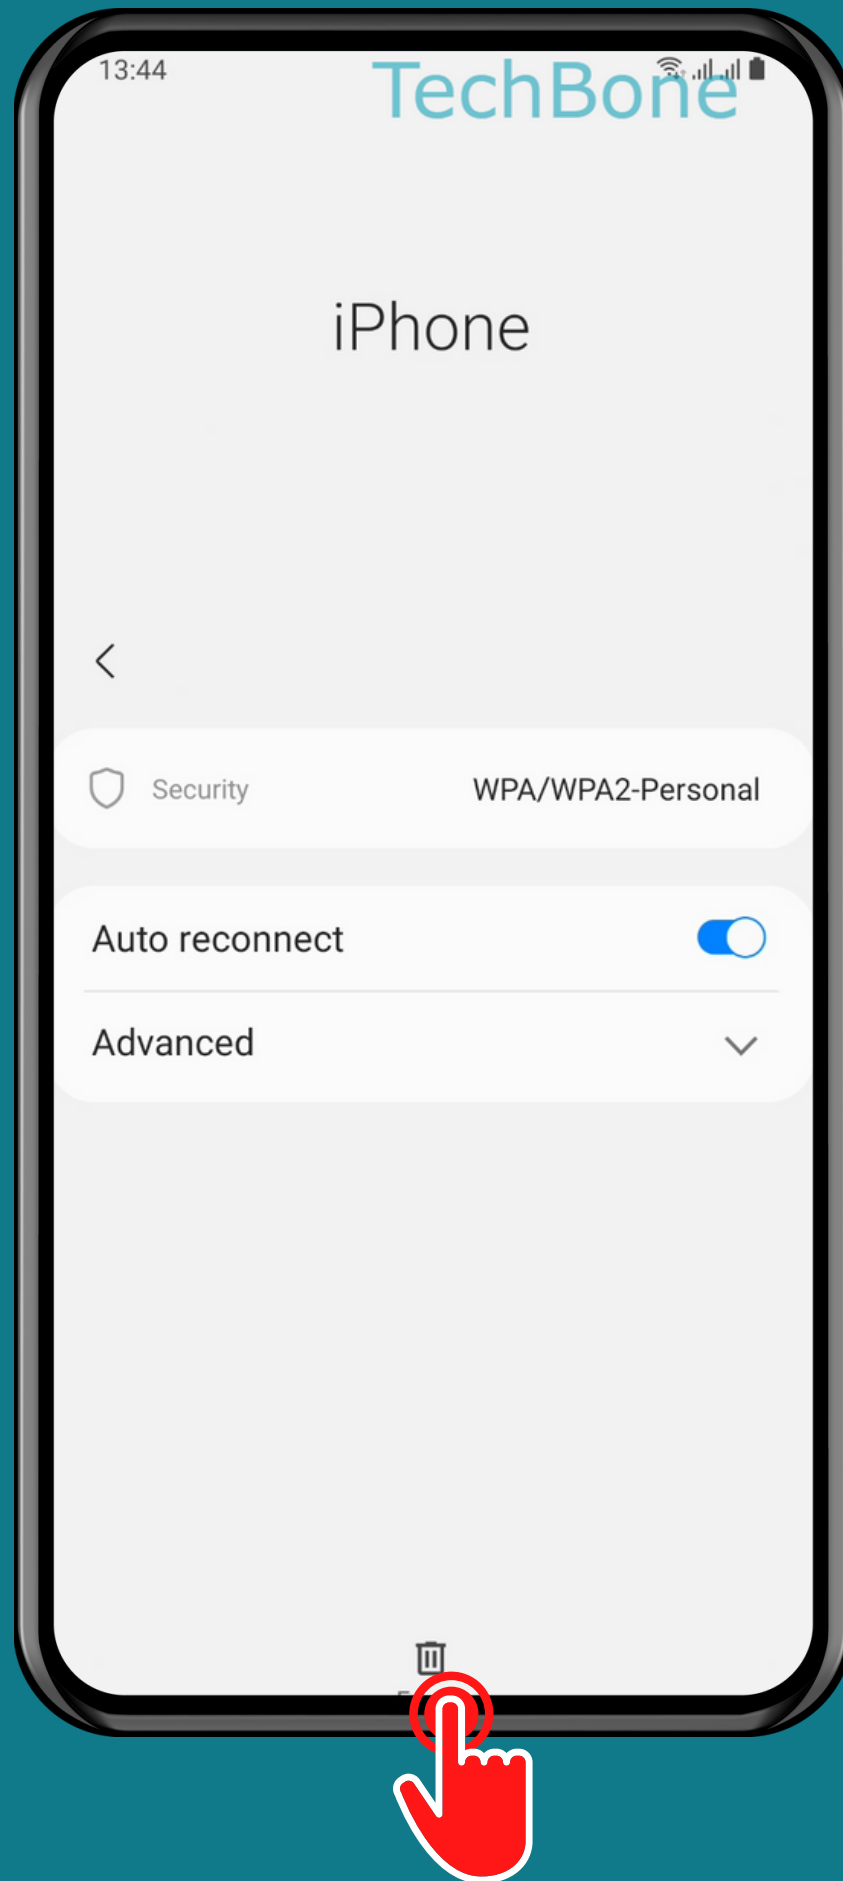 13:44
TechBone
iPhone
Security
WPA/WPA2-Personal
Auto reconnect
Advanced